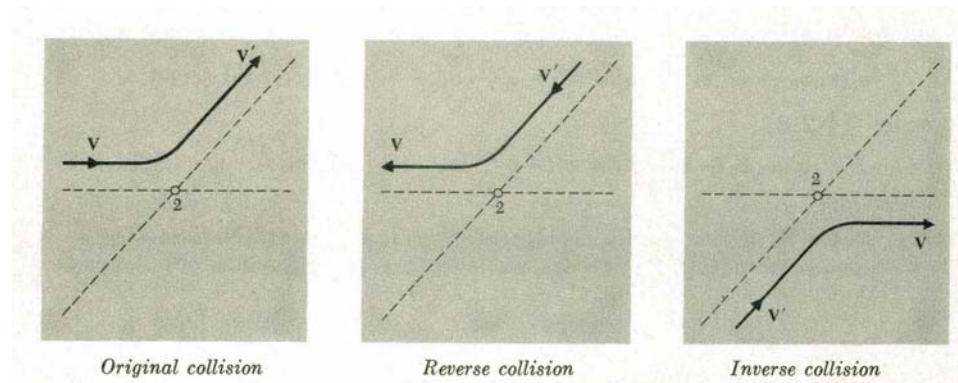 V'
V
2
Original collision
V'
V
2
Reverse collision
2
V
V'
Inverse collision